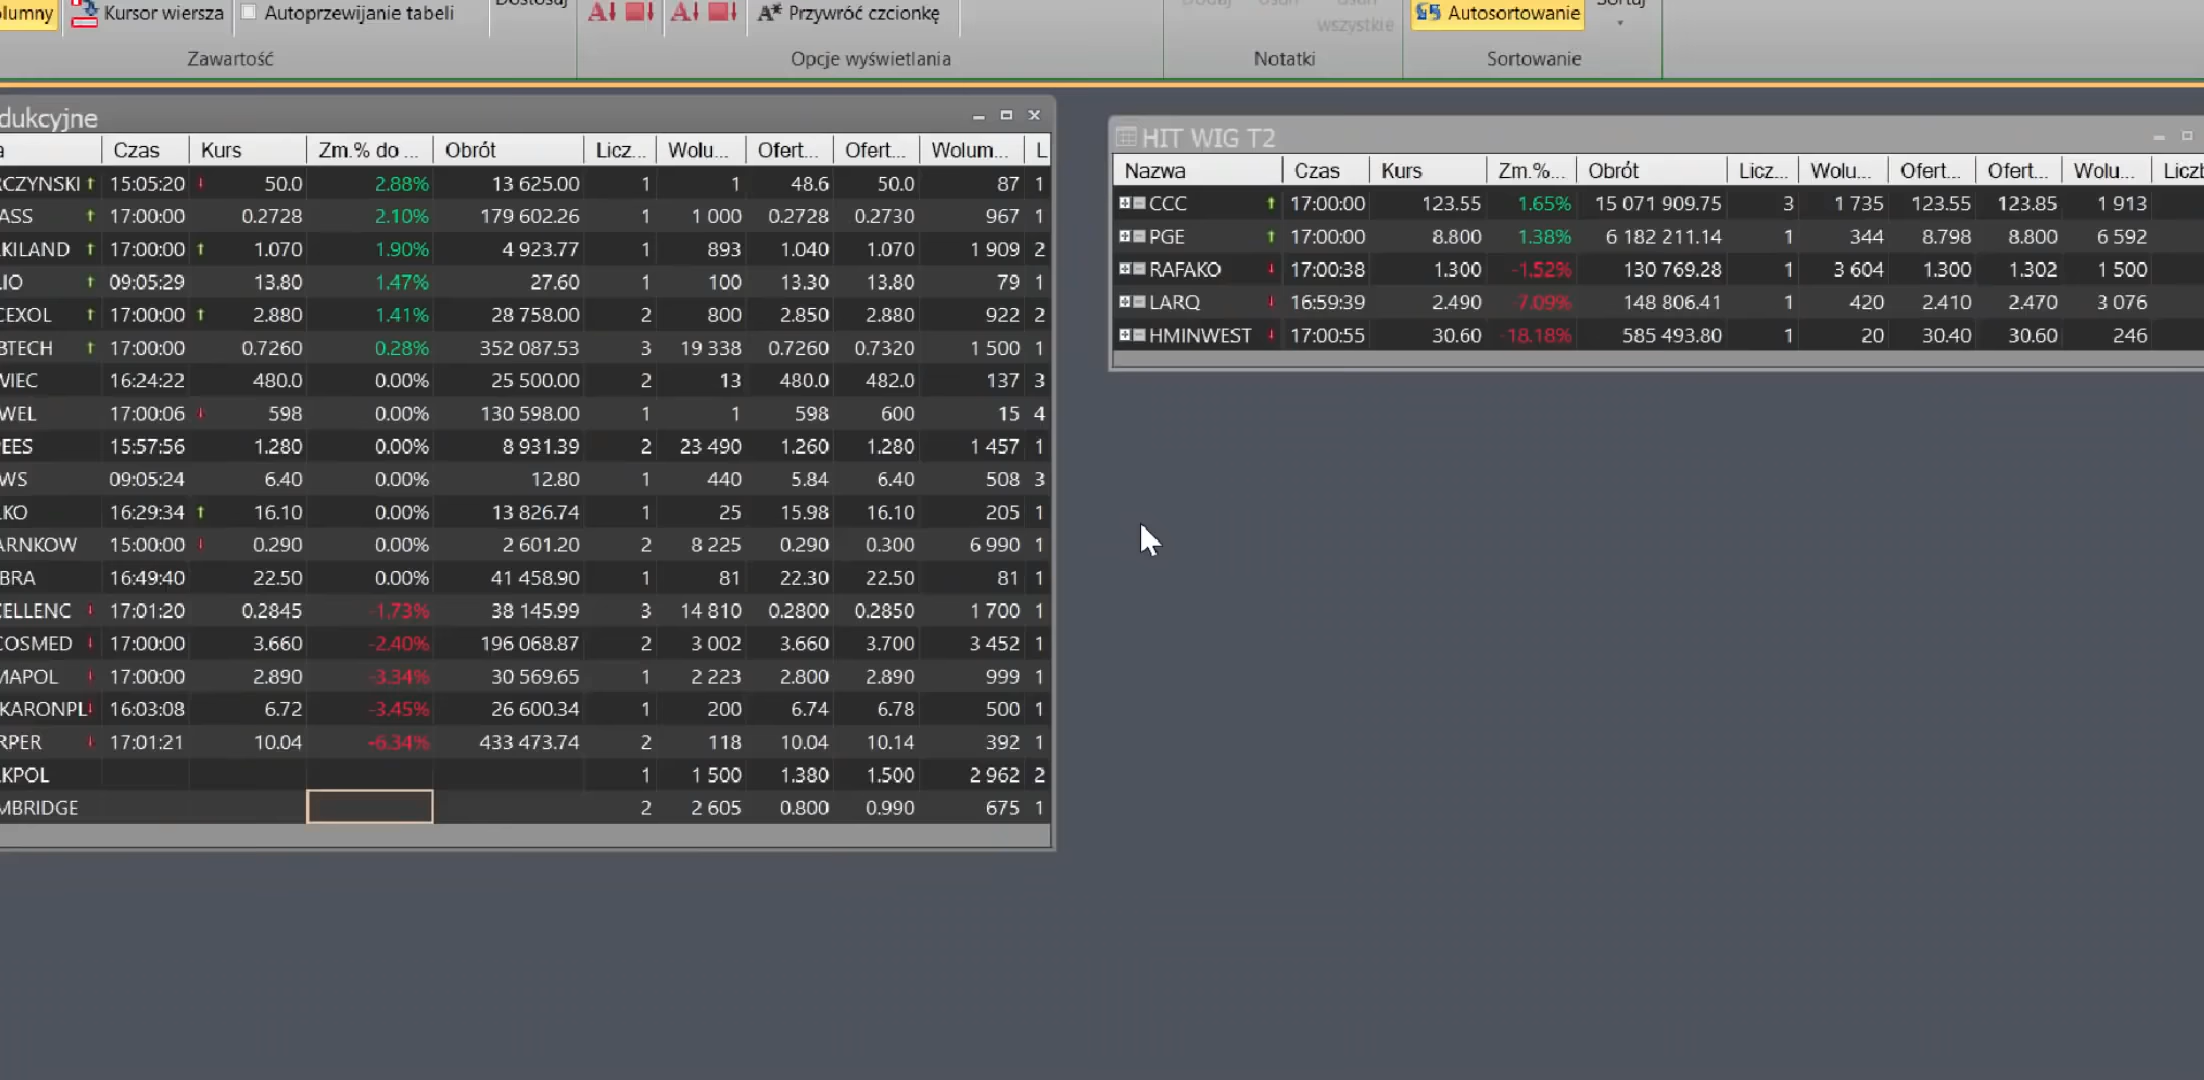 Kursor wiersza Autoprzewijanie tabeli
Przywróć czcionkę
wszystkie
Autosortowanie
Zawartość Opcje wyświetlania Notatki Sortowanie
dukcyjne
Czas Kurs Zm.% do ... Obrót Licz... Wolu... Ofert... Ofert... Wolum... L
CZYNSKI 15:05:20 50.0 2.88% 13 625.00 1 1 48.6 50.0 87 1
ASS 17:00:00 0.2728 2.10% 179 602.26 1 1 000 0.2728 0.2730 967 1
KILAND 17:00:00 1.070 1.90% 4 923.77 1 893 1.040 1.070 1 909 2
IO 09:05:29 13.80 1.47% 27.60 1 100 13.30 13.80 79 1
CEXOL 17:00:00 2.880 1.41% 28 758.00 2 800 2.850 2.880 922 2
BTECH 17:00:00 0.7260 0.28% 352 087.53 3 19 338 0.7260 0.7320 1 500 1
WIEC 16:24:22 480.0 0.00% 25 500.00 2 13 480.0 482.0 137 3
WEL 17:00:06 598 0.00% 130 598.00 1 1 598 600 15 4
EES 15:57:56 1.280 0.00% 8 931.39 2 23 490 1.260 1.280 1 457 1
WS 09:05:24 6.40 0.00% 12.80 1 440 5.84 6.40 508 3
KO 16:29:34 16.10 0.00% 13 826.74 1 25 15.98 16.10 205 1
ARNKOW 15:00:00 0.290 0.00% 2 601.20 2 8 225 0.290 0.300 6 990 1
BRA 16:49:40 22.50 0.00% 41 458.90 1 81 22.30 22.50 81 1
CELLENC 17:01:20 0.2845 -1.73% 38 145.99 3 14 810 0.2800 0.2850 1 700 1
COSMED 17:00:00 3.660 -2.40% 196 068.87 2 3 002 3.660 3.700 3 452 1
MAPOL 17:00:00 2.890 -3.34% 30 569.65 1 2 223 2.800 2.890 999 1
KARONPL 16:03:08 6.72 -3.45% 26 600.34 1 200 6.74 6.78 500 1
RPER 17:01:21 10.04 -6.34% 433 473.74 2 118 10.04 10.14 392 1
KPOL 1 1 500 1.380 1.500 2 962 2
MBRIDGE 2 2 605 0.800 0.990 675 1
HIT WIG T2
Nazwa Czas Kurs Zm.%... Obrót Licz... Wolu... Ofert... Ofert... Wolu... Licz
CCC 17:00:00 123.55 1.65% 15 071 909.75 3 1 735 123.55 123.85 1 913
PGE 17:00:00 8.800 1.38% 6 182 211.14 1 344 8.798 8.800 6 592
RAFAKO 17:00:38 1.300 -1.52% 130 769.28 1 3 604 1.300 1.302 1 500
LARQ 16:59:39 2.490 -7.09% 148 806.41 1 420 2.410 2.470 3 076
HMINWEST 17:00:55 30.60 -18.18% 585 493.80 1 20 30.40 30.60 246